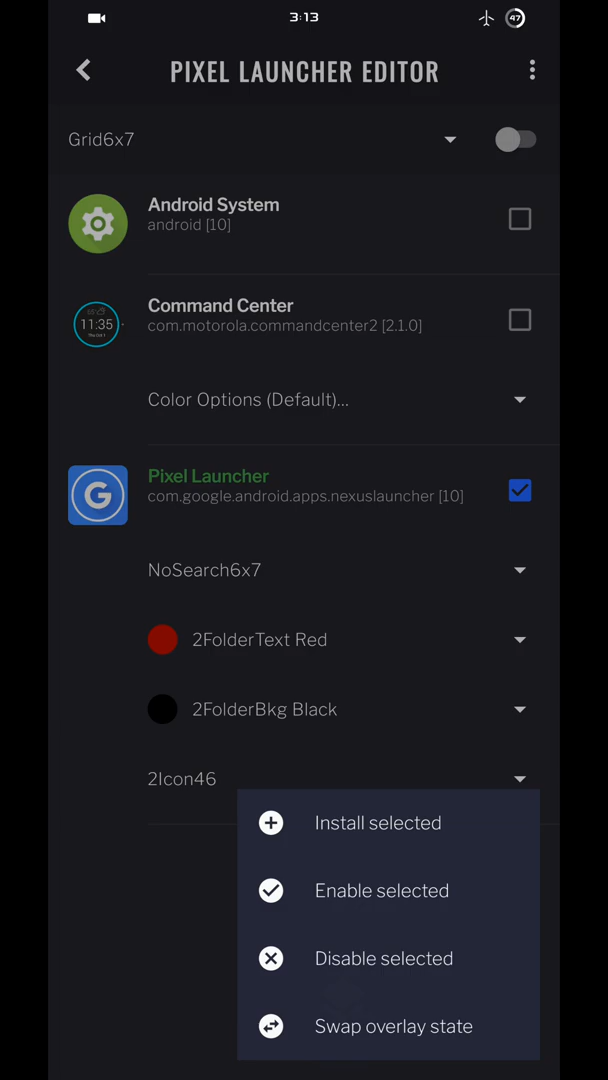 3:13
47
PIXEL LAUNCHER EDITOR
Grid6x7
Android System
android [10]
Command Center
com.motorola.commandcenter2 [2.1.0]
11:35
Color Options (Default)...
Pixel Launcher
com.google.android.apps.nexuslauncher [10]
G
NoSearch6x7
2FolderText Red
2FolderBkg Black
2Icon46
Install selected
Enable selected
Disable selected
Swap overlay state